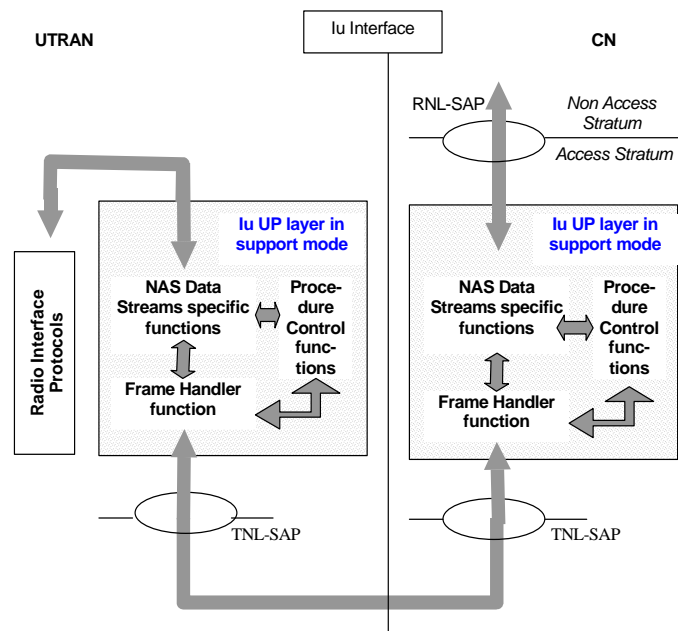 UTRAN
Iu Interface
CN
RNL-SAP
Non Access
Stratum
Access Stratum
Iu UP layer in
support mode
NAS Data
Streams specific
functions
Proce-
dure
Control
func-
tions
Frame Handler
function
Radio Interface
Protocols
TNL-SAP
Iu UP layer in
support mode
NAS Data
Streams specific
functions
Proce-
dure
Control
func-
tions
Frame Handler
function
TNL-SAP